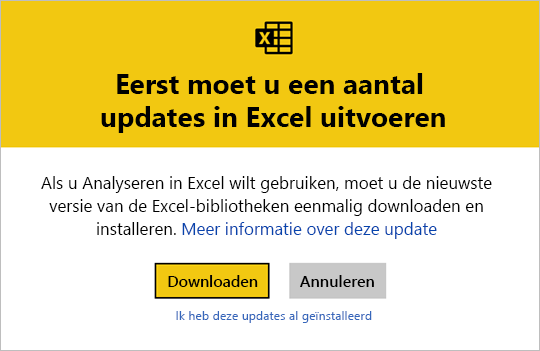 Eerst moet u een aantal
updates in Excel uitvoeren
Als u Analyseren in Excel wilt gebruiken, moet u de nieuwste
versie van de Excel-bibliotheken eenmalig downloaden en
installeren. Meer informatie over deze update
Downloaden Annuleren
Ik heb deze updates al geïnstalleerd